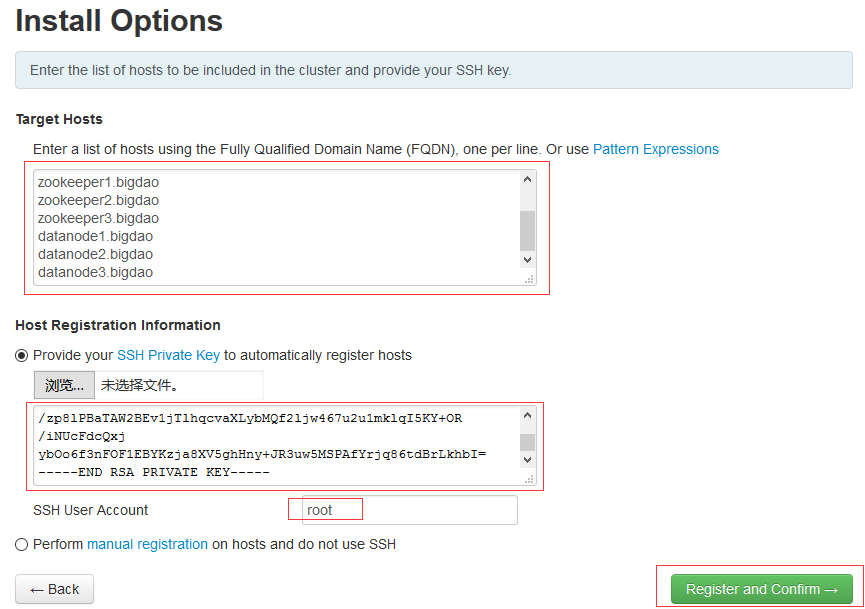 Install Options
Enter the list of hosts to be included in the cluster and provide your SSH key.
Target Hosts
Enter a list of hosts using the Fully Qualified Domain Name (FQDN), one per line. Or use Pattern Expressions
zookeeper1.bigdao
zookeeper2.bigdao
zookeeper3.bigdao
datanode1.bigdao
datanode2.bigdao
datanode3.bigdao
Host Registration Information
Provide your SSH Private Key to automatically register hosts
浏览... 未选择文件。
/zp8lPBaTAW2BEv1jTlhqcvaXLybMQf2ljw467u2u1mklqI5KY+OR
/iNUcFdcQxj
ybOo6f3nFOF1EBYKzja8XV5ghHny+JR3uw5MSPAfYrjq86tdBrLkhbI=
-----END RSA PRIVATE KEY-----
SSH User Account root
Perform manual registration on hosts and do not use SSH
← Back
Register and Confirm →